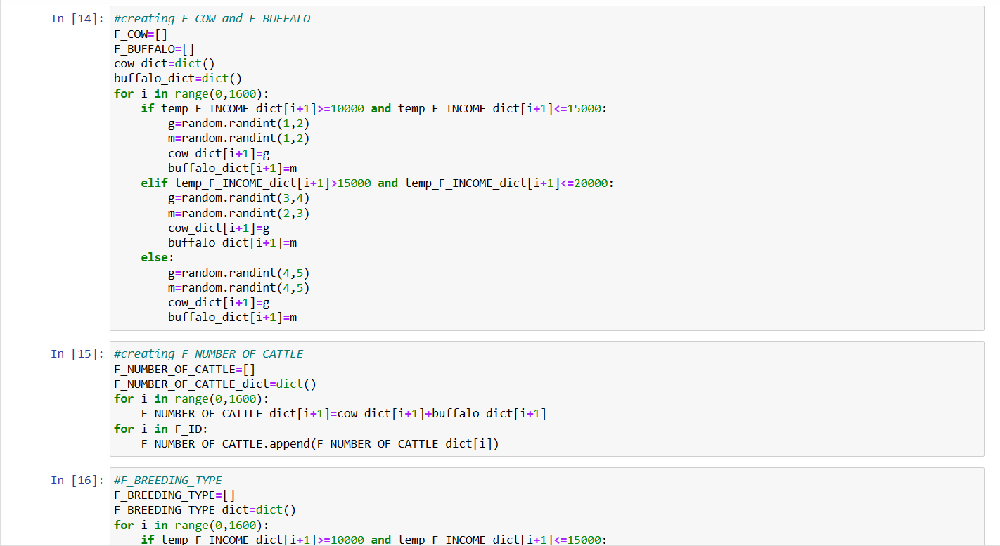 In [14]: #creating F_COW and F_BUFFALO
F_COW=[]
F_BUFFALO=[]
cow_dict=dict()
buffalo_dict=dict()
for i in range(0,1600):
    if temp_F_INCOME_dict[i+1]>=10000 and temp_F_INCOME_dict[i+1]<=15000:
        g=random.randint(1,2)
        m=random.randint(1,2)
        cow_dict[i+1]=g
        buffalo_dict[i+1]=m
    elif temp_F_INCOME_dict[i+1]>15000 and temp_F_INCOME_dict[i+1]<=20000:
        g=random.randint(3,4)
        m=random.randint(2,3)
        cow_dict[i+1]=g
        buffalo_dict[i+1]=m
    else:
        g=random.randint(4,5)
        m=random.randint(4,5)
        cow_dict[i+1]=g
        buffalo_dict[i+1]=m
In [15]: #creating F_NUMBER_OF_CATTLE
F_NUMBER_OF_CATTLE=[]
F_NUMBER_OF_CATTLE_dict=dict()
for i in range(0,1600):
    F_NUMBER_OF_CATTLE_dict[i+1]=cow_dict[i+1]+buffalo_dict[i+1]
for i in F_ID:
    F_NUMBER_OF_CATTLE.append(F_NUMBER_OF_CATTLE_dict[i])
In [16]: #F_BREEDING_TYPE
F_BREEDING_TYPE=[]
F_BREEDING_TYPE_dict=dict()
for i in range(0,1600):
    if temp_F_INCOME_dict[i+1]>=10000 and temp_F_INCOME_dict[i+1]<=15000: